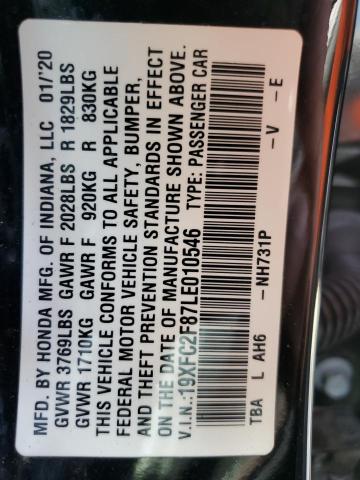 MFD. BY HONDA MFG. OF INDIANA, LLC 01/'20
GVWR 3769LBS GAWR F 2028LBS R 1829LBS
GVWR 1710KG GAWR F 920KG R 830KG
THIS VEHICLE CONFORMS TO ALL APPLICABLE
FEDERAL MOTOR VEHICLE SAFETY, BUMPER,
AND THEFT PREVENTION STANDARDS IN EFFECT
ON THE DATE OF MANUFACTURE SHOWN ABOVE.
V.I.N.:19XFC2F87LE010546 TYPE: PASSENGER CAR
TBA L AH6 -NH731P -V -E